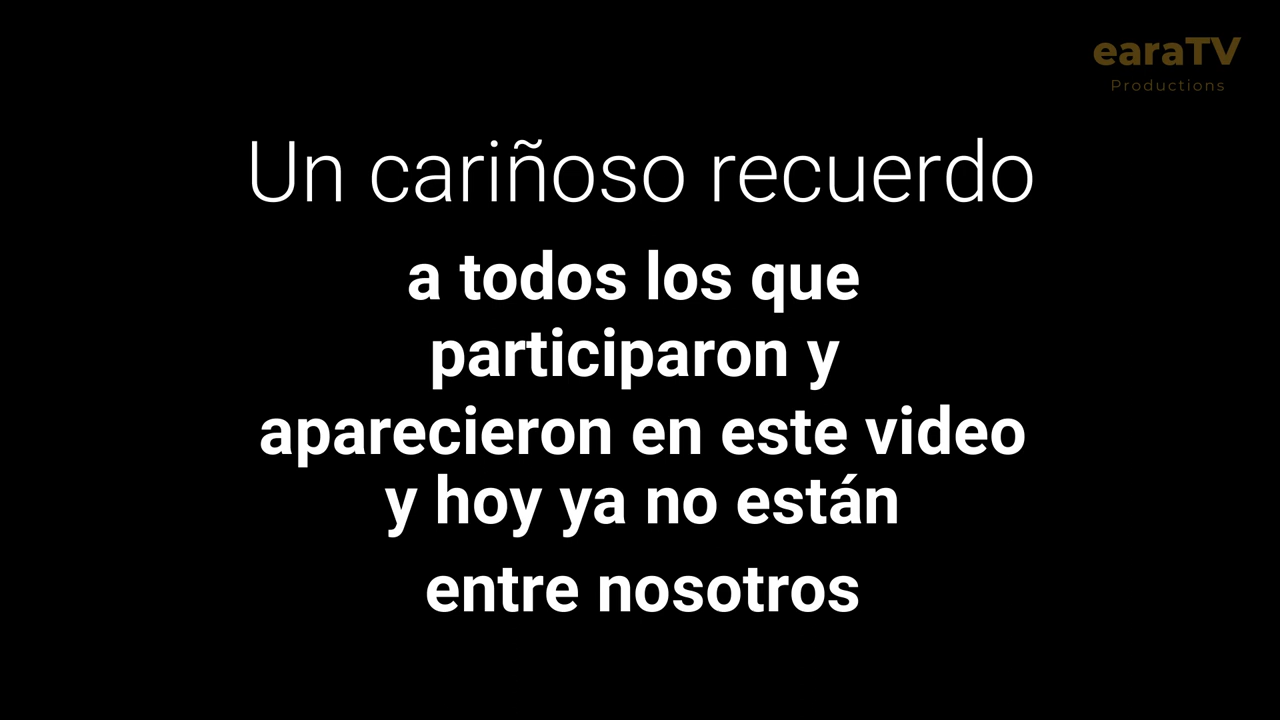 earaTV
Productions
Un cariñoso recuerdo
a todos los que
participaron y
aparecieron en este video
y hoy ya no están
entre nosotros